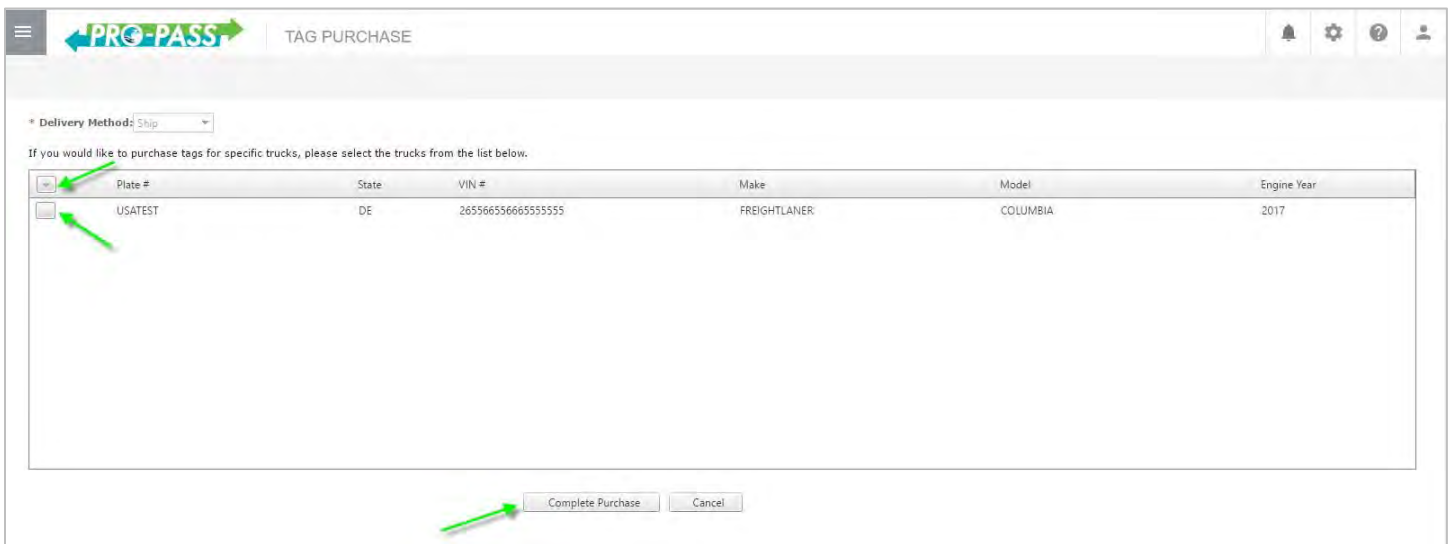 PRO-PASS TAG PURCHASE
* Delivery Method: Ship
If you would like to purchase tags for specific trucks, please select the trucks from the list below.
Plate # State VIN # Make Model Engine Year
USATEST DE 265566556665555555 FREIGHTLANER COLUMBIA 2017
Complete Purchase Cancel